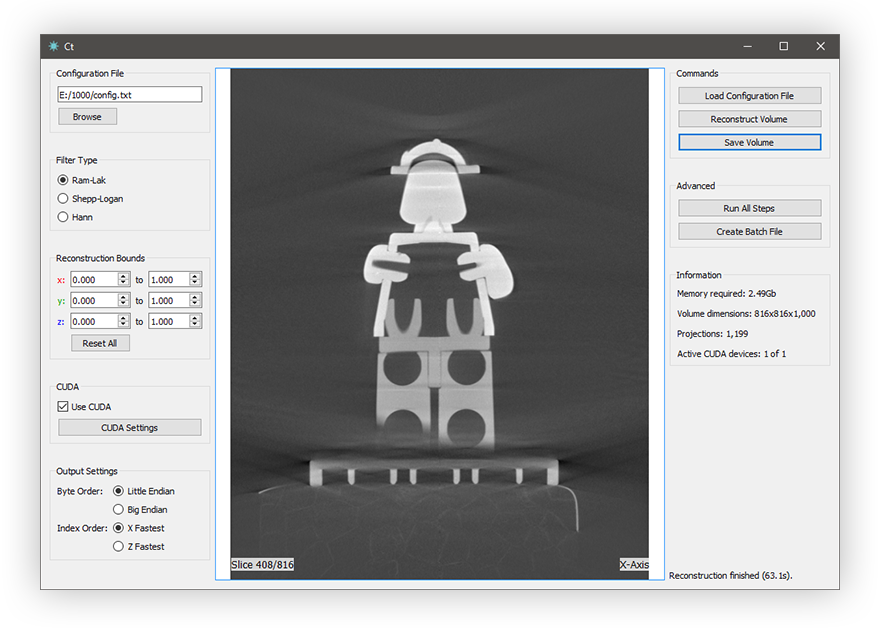 Ct
Configuration File
E:/1000/config.txt
Browse
Filter Type
Ram-Lak
Shepp-Logan
Hann
Reconstruction Bounds
x: 0.000 to 1.000
y: 0.000 to 1.000
z: 0.000 to 1.000
Reset All
CUDA
Use CUDA
CUDA Settings
Output Settings
Byte Order: Little Endian
Big Endian
Index Order: X Fastest
Z Fastest
Slice 408/816
X-Axis
Commands
Load Configuration File
Reconstruct Volume
Save Volume
Advanced
Run All Steps
Create Batch File
Information
Memory required: 2.49Gb
Volume dimensions: 816x816x1,000
Projections: 1,199
Active CUDA devices: 1 of 1
Reconstruction finished (63.1s).